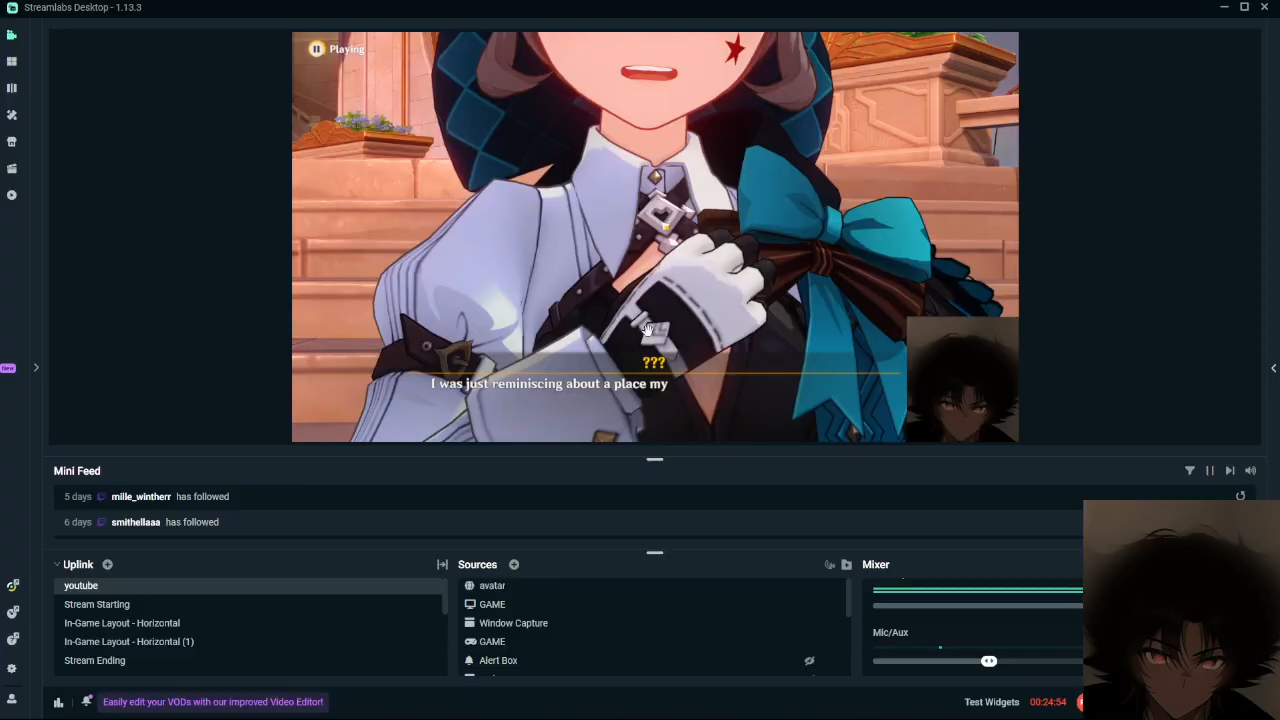 Streamlabs Desktop - 1.13.3
Playing
???
I was just reminiscing about a place my
New
Mini Feed
5 days mille_wintherr has followed
6 days smithellaaa has followed
Uplink
youtube
Stream Starting
In-Game Layout - Horizontal
In-Game Layout - Horizontal (1)
Stream Ending
Sources
avatar
GAME
Window Capture
GAME
Alert Box
Mixer
Mic/Aux
Easily edit your VODs with our improved Video Editor!
Test Widgets
00:24:54